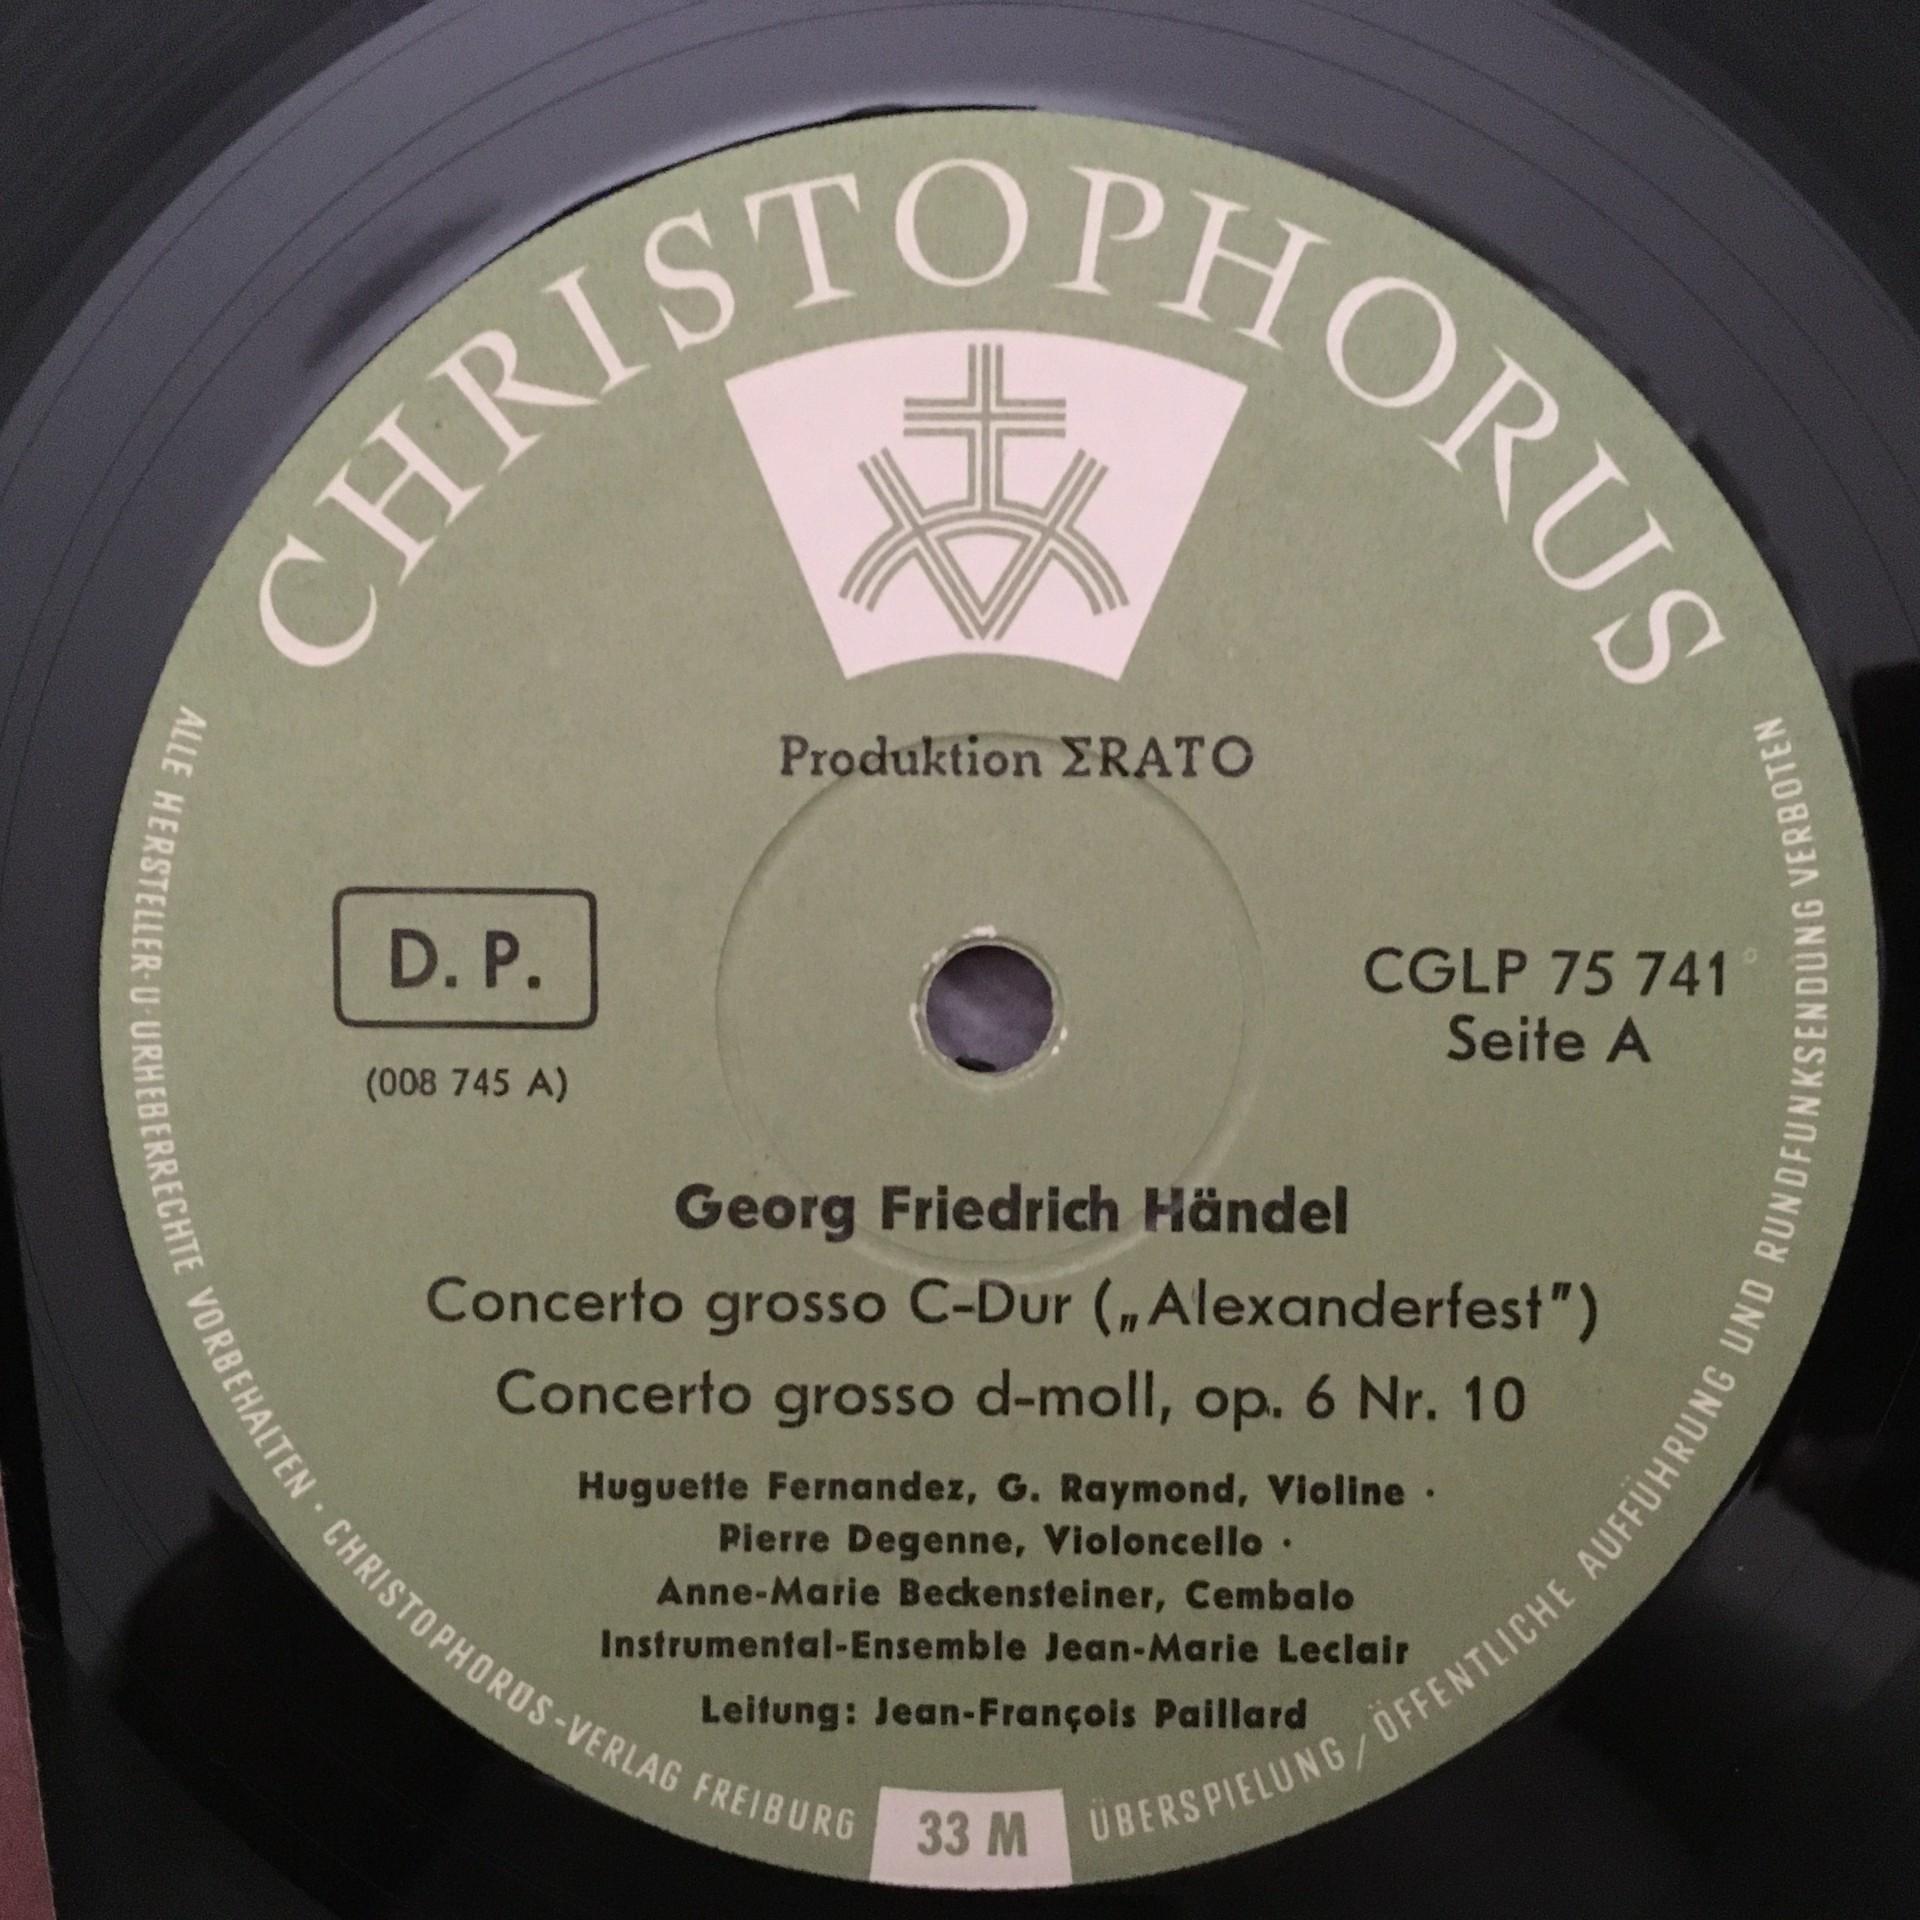 CHRISTOPHORUS
Produktion ΣRATO
D. P.
(008 745 A)
CGLP 75 741
Seite A
Georg Friedrich Händel
Concerto grosso C-Dur („Alexanderfest”)
Concerto grosso d-moll, op. 6 Nr. 10
Huguette Fernandez, G. Raymond, Violine ·
Pierre Degenne, Violoncello ·
Anne-Marie Beckensteiner, Cembalo
Instrumental-Ensemble Jean-Marie Leclair
Leitung: Jean-François Paillard
33 M
ALLE HERSTELLER-U-URHEBERRECHTE VORBEHALTEN · CHRISTOPHORUS-VERLAG FREIBURG
ÜBERSPIELUNG / ÖFFENTLICHE AUFFÜHRUNG UND RUNDFUNKSENDUNG VERBOTEN